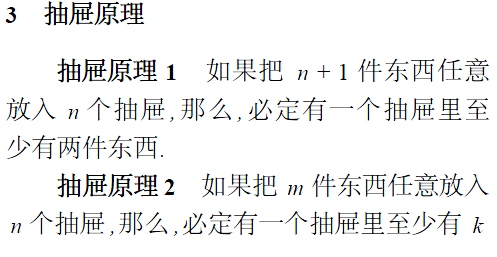 3 抽屉原理
抽屉原理 1 如果把 n + 1 件东西任意
放入 n 个抽屉,那么,必定有一个抽屉里至
少有两件东西.
抽屉原理 2 如果把 m 件东西任意放入
n 个抽屉,那么,必定有一个抽屉里至少有 k